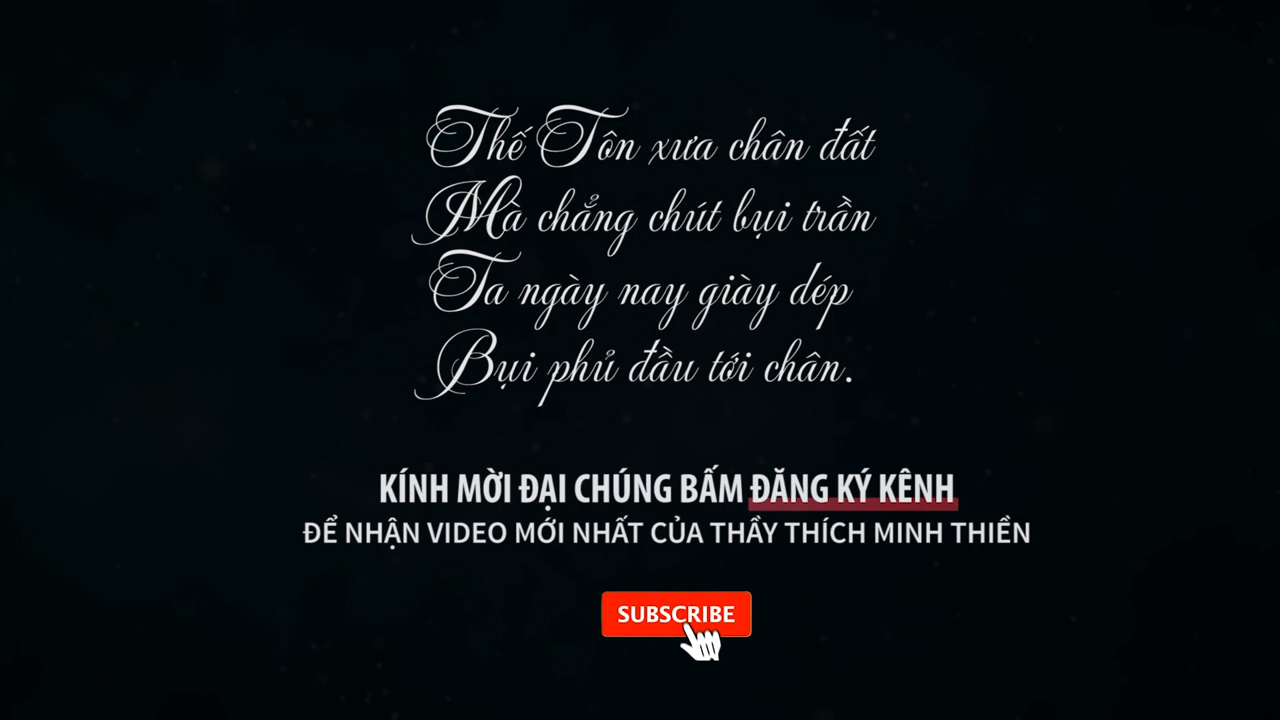 Thế Tôn xưa chân đất
Mà chẳng chút bụi trần
Ta ngày nay giày dép
Bụi phủ đầu tới chân.
KÍNH MỜI ĐẠI CHÚNG BẤM ĐĂNG KÝ KÊNH
ĐỂ NHẬN VIDEO MỚI NHẤT CỦA THẦY THÍCH MINH THIỀN
SUBSCRIBE